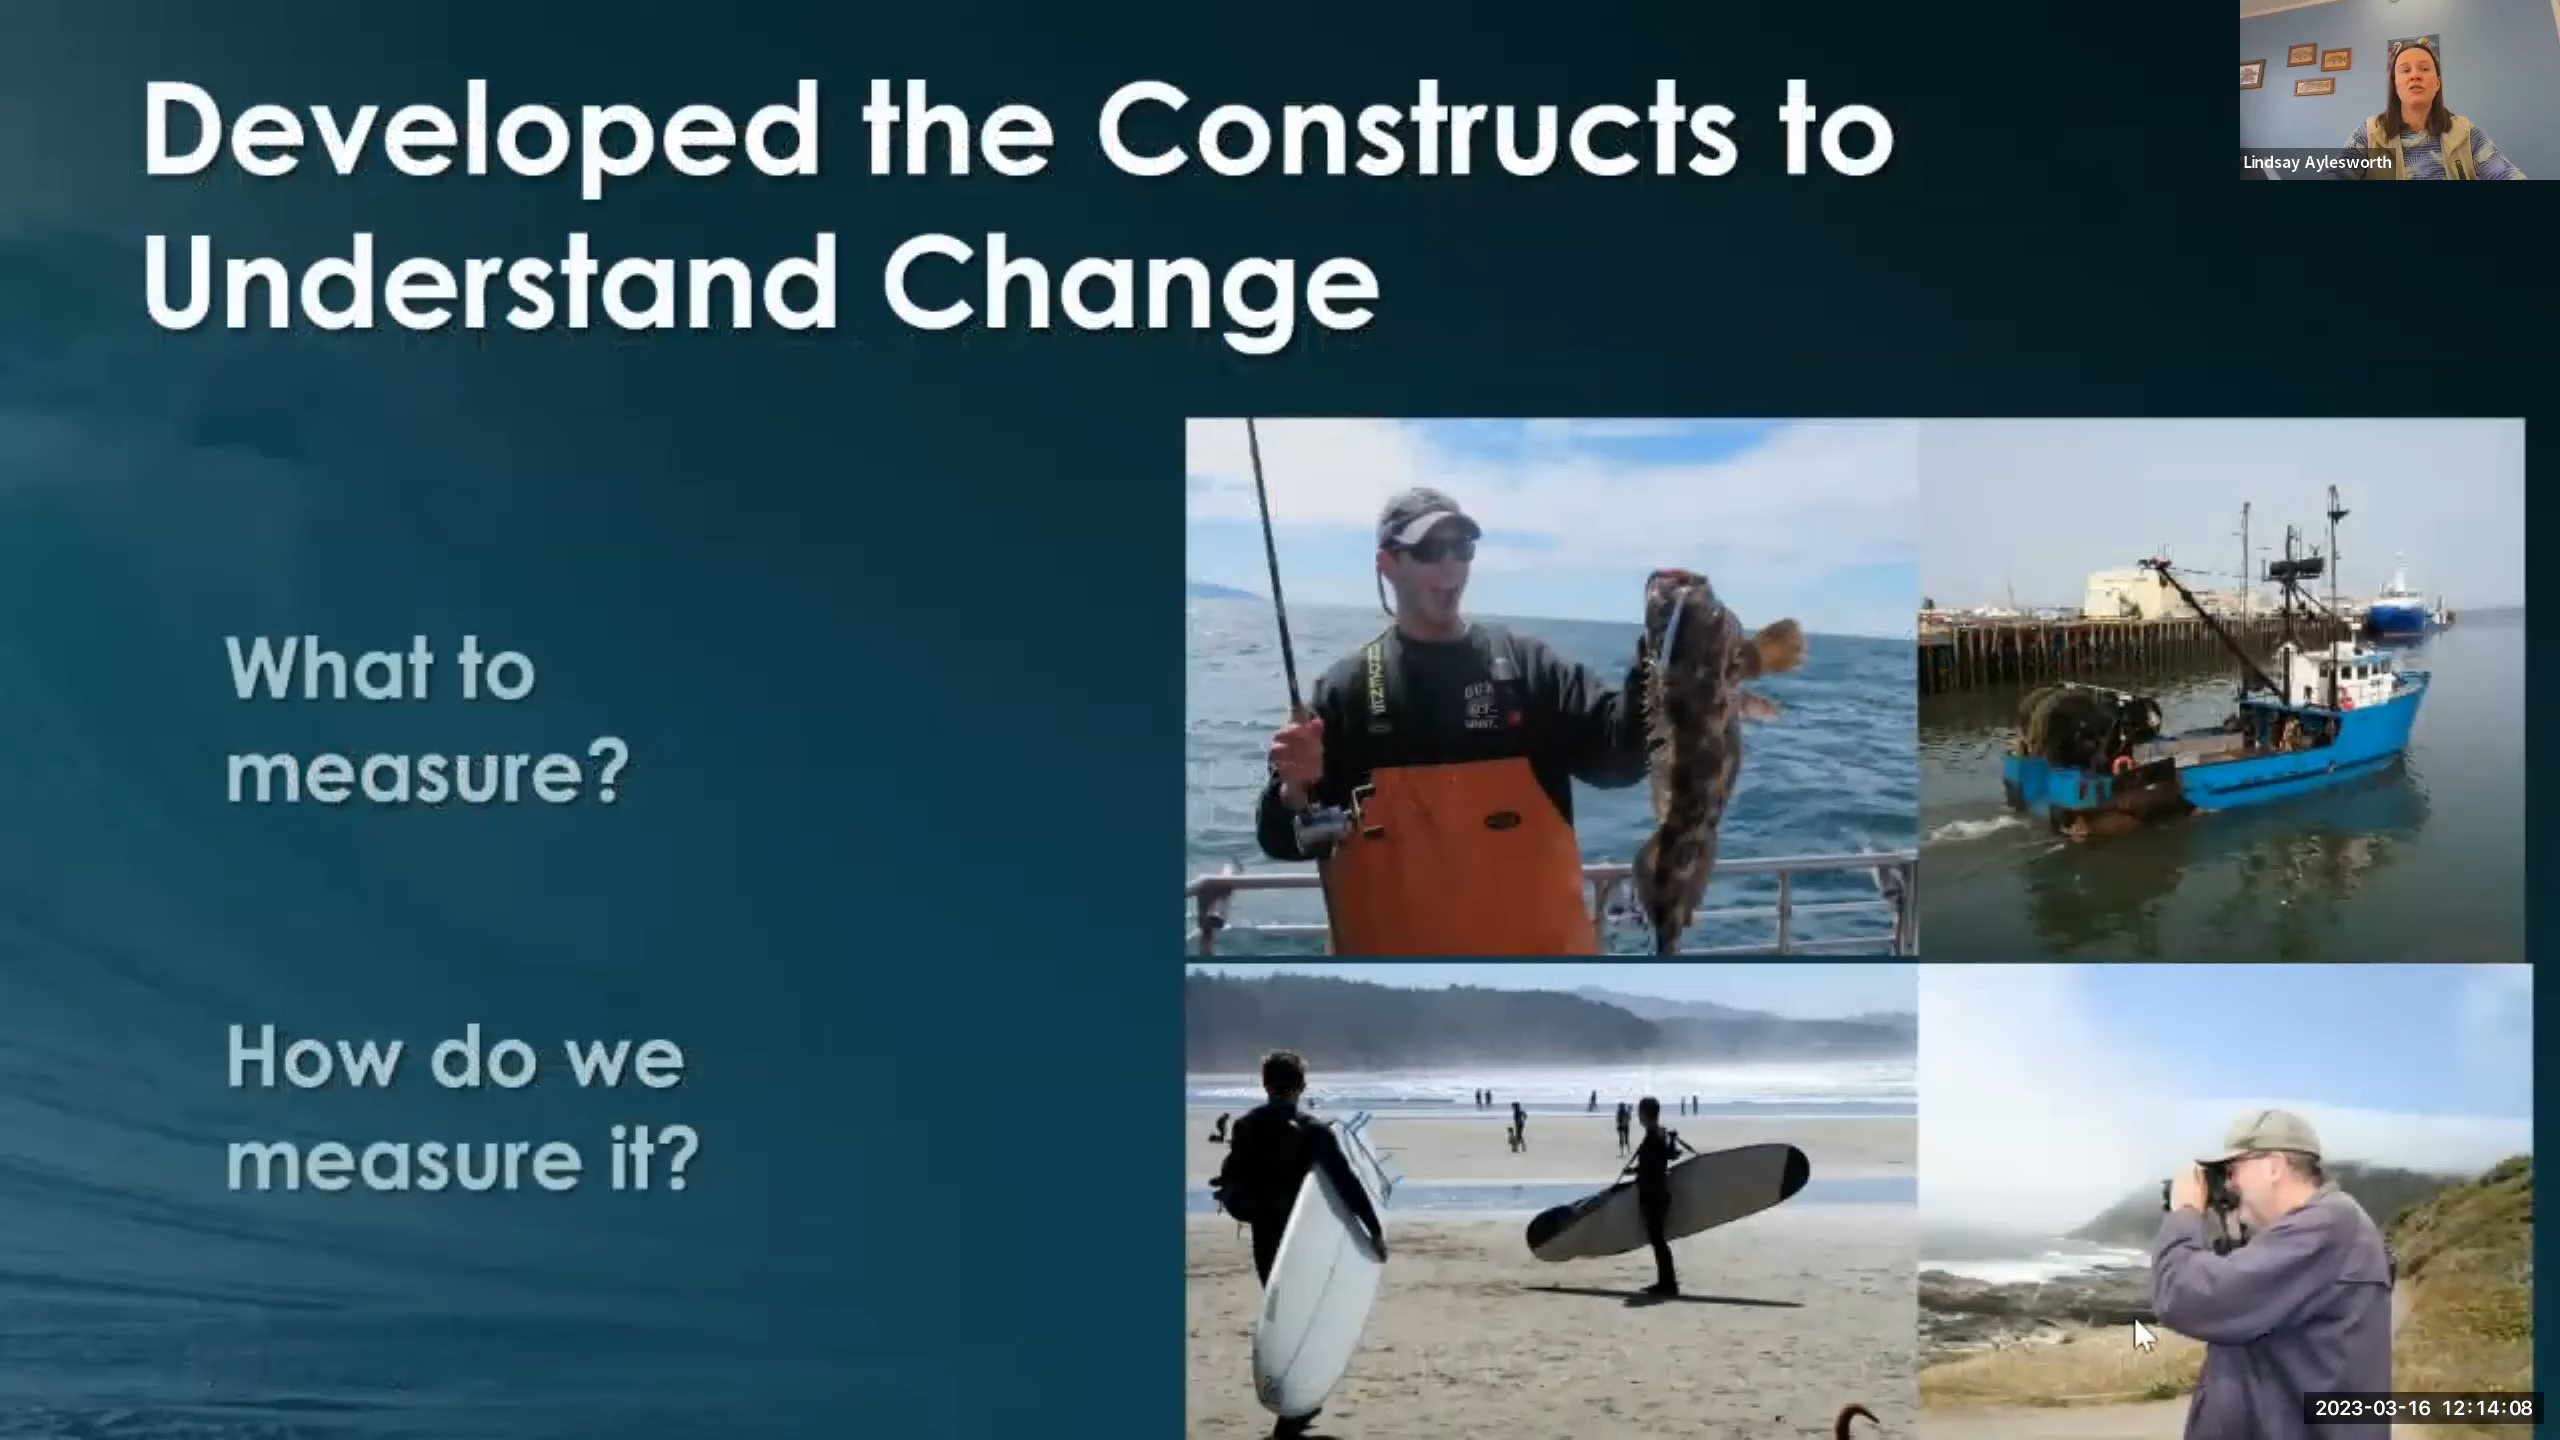 Developed the Constructs to
Understand Change
Lindsay Aylesworth
What to
measure?
How do we
measure it?
2023-03-16 12:14:08